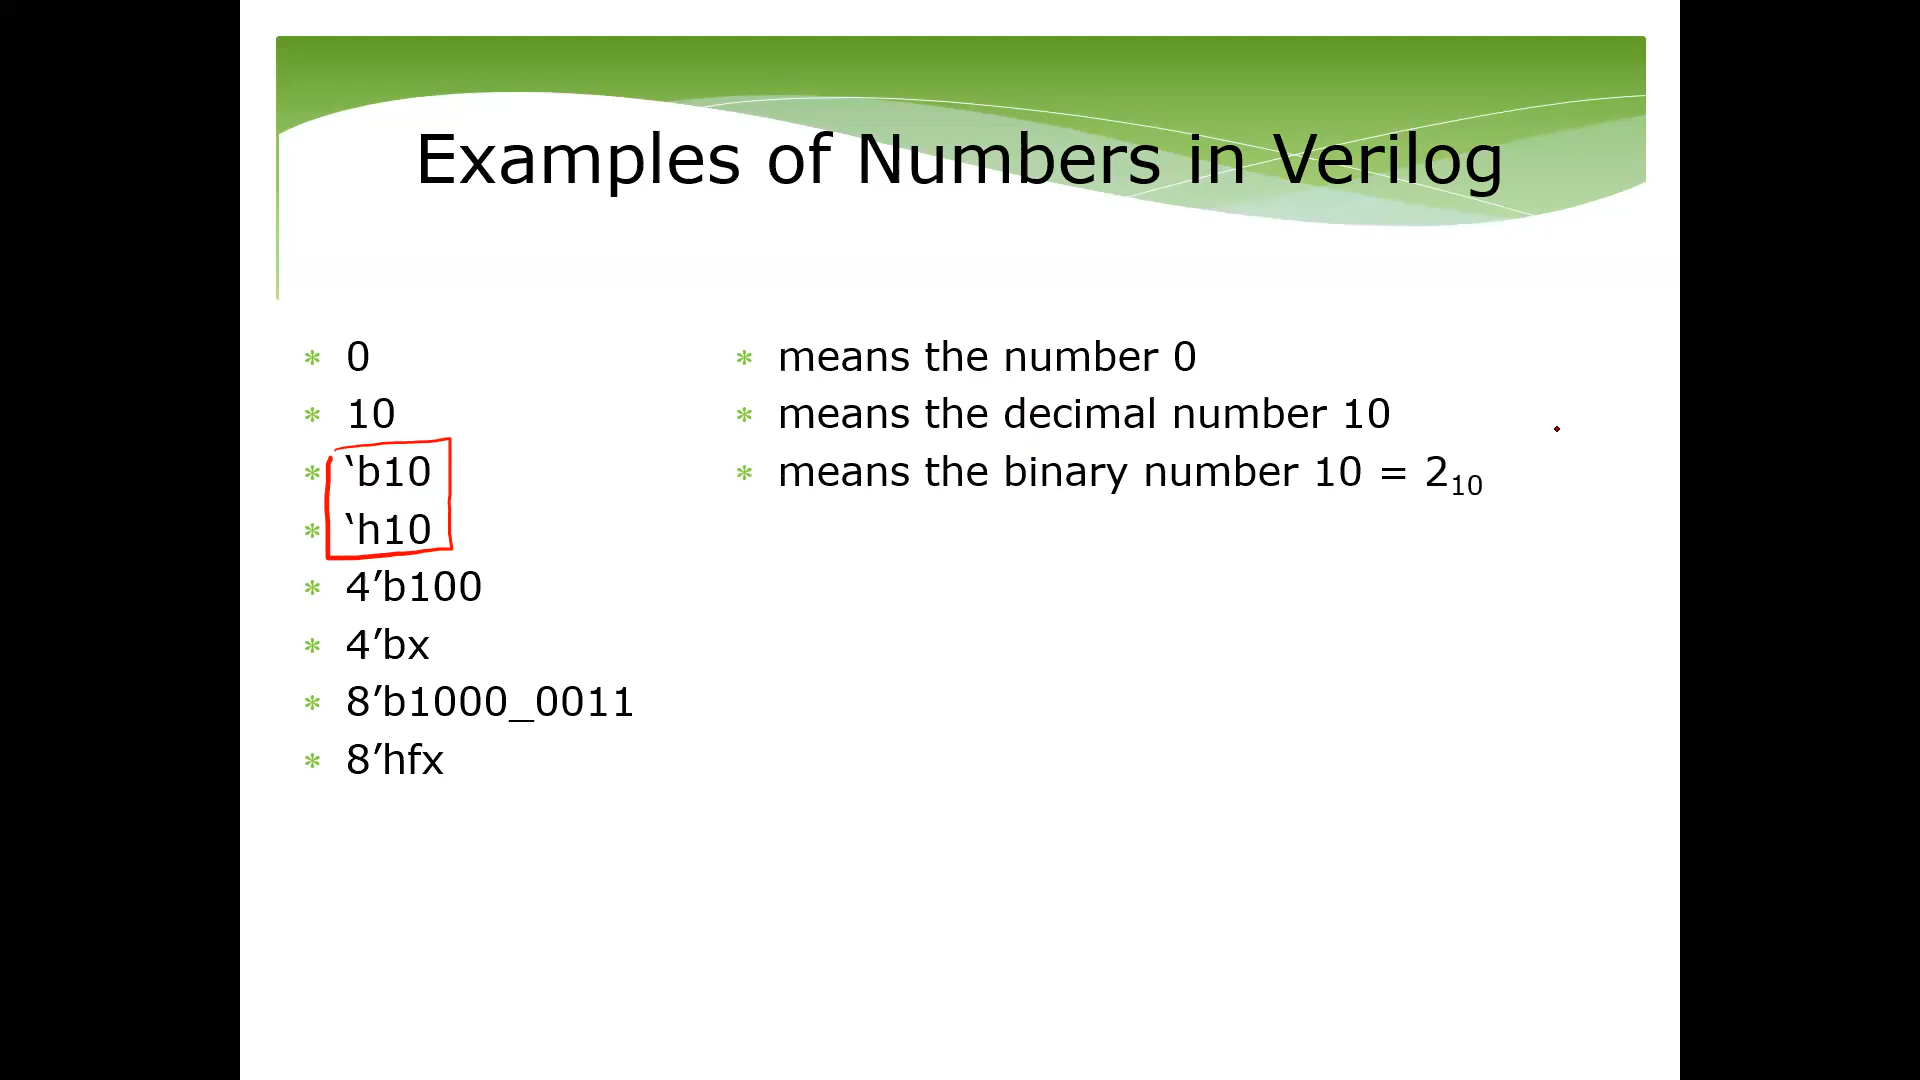 Examples of Numbers in Verilog
* 0
* 10
* ‘b10
* ‘h10
* 4’b100
* 4’bx
* 8’b1000_0011
* 8’hfx
* means the number 0
* means the decimal number 10
* means the binary number 10 = 2₁₀